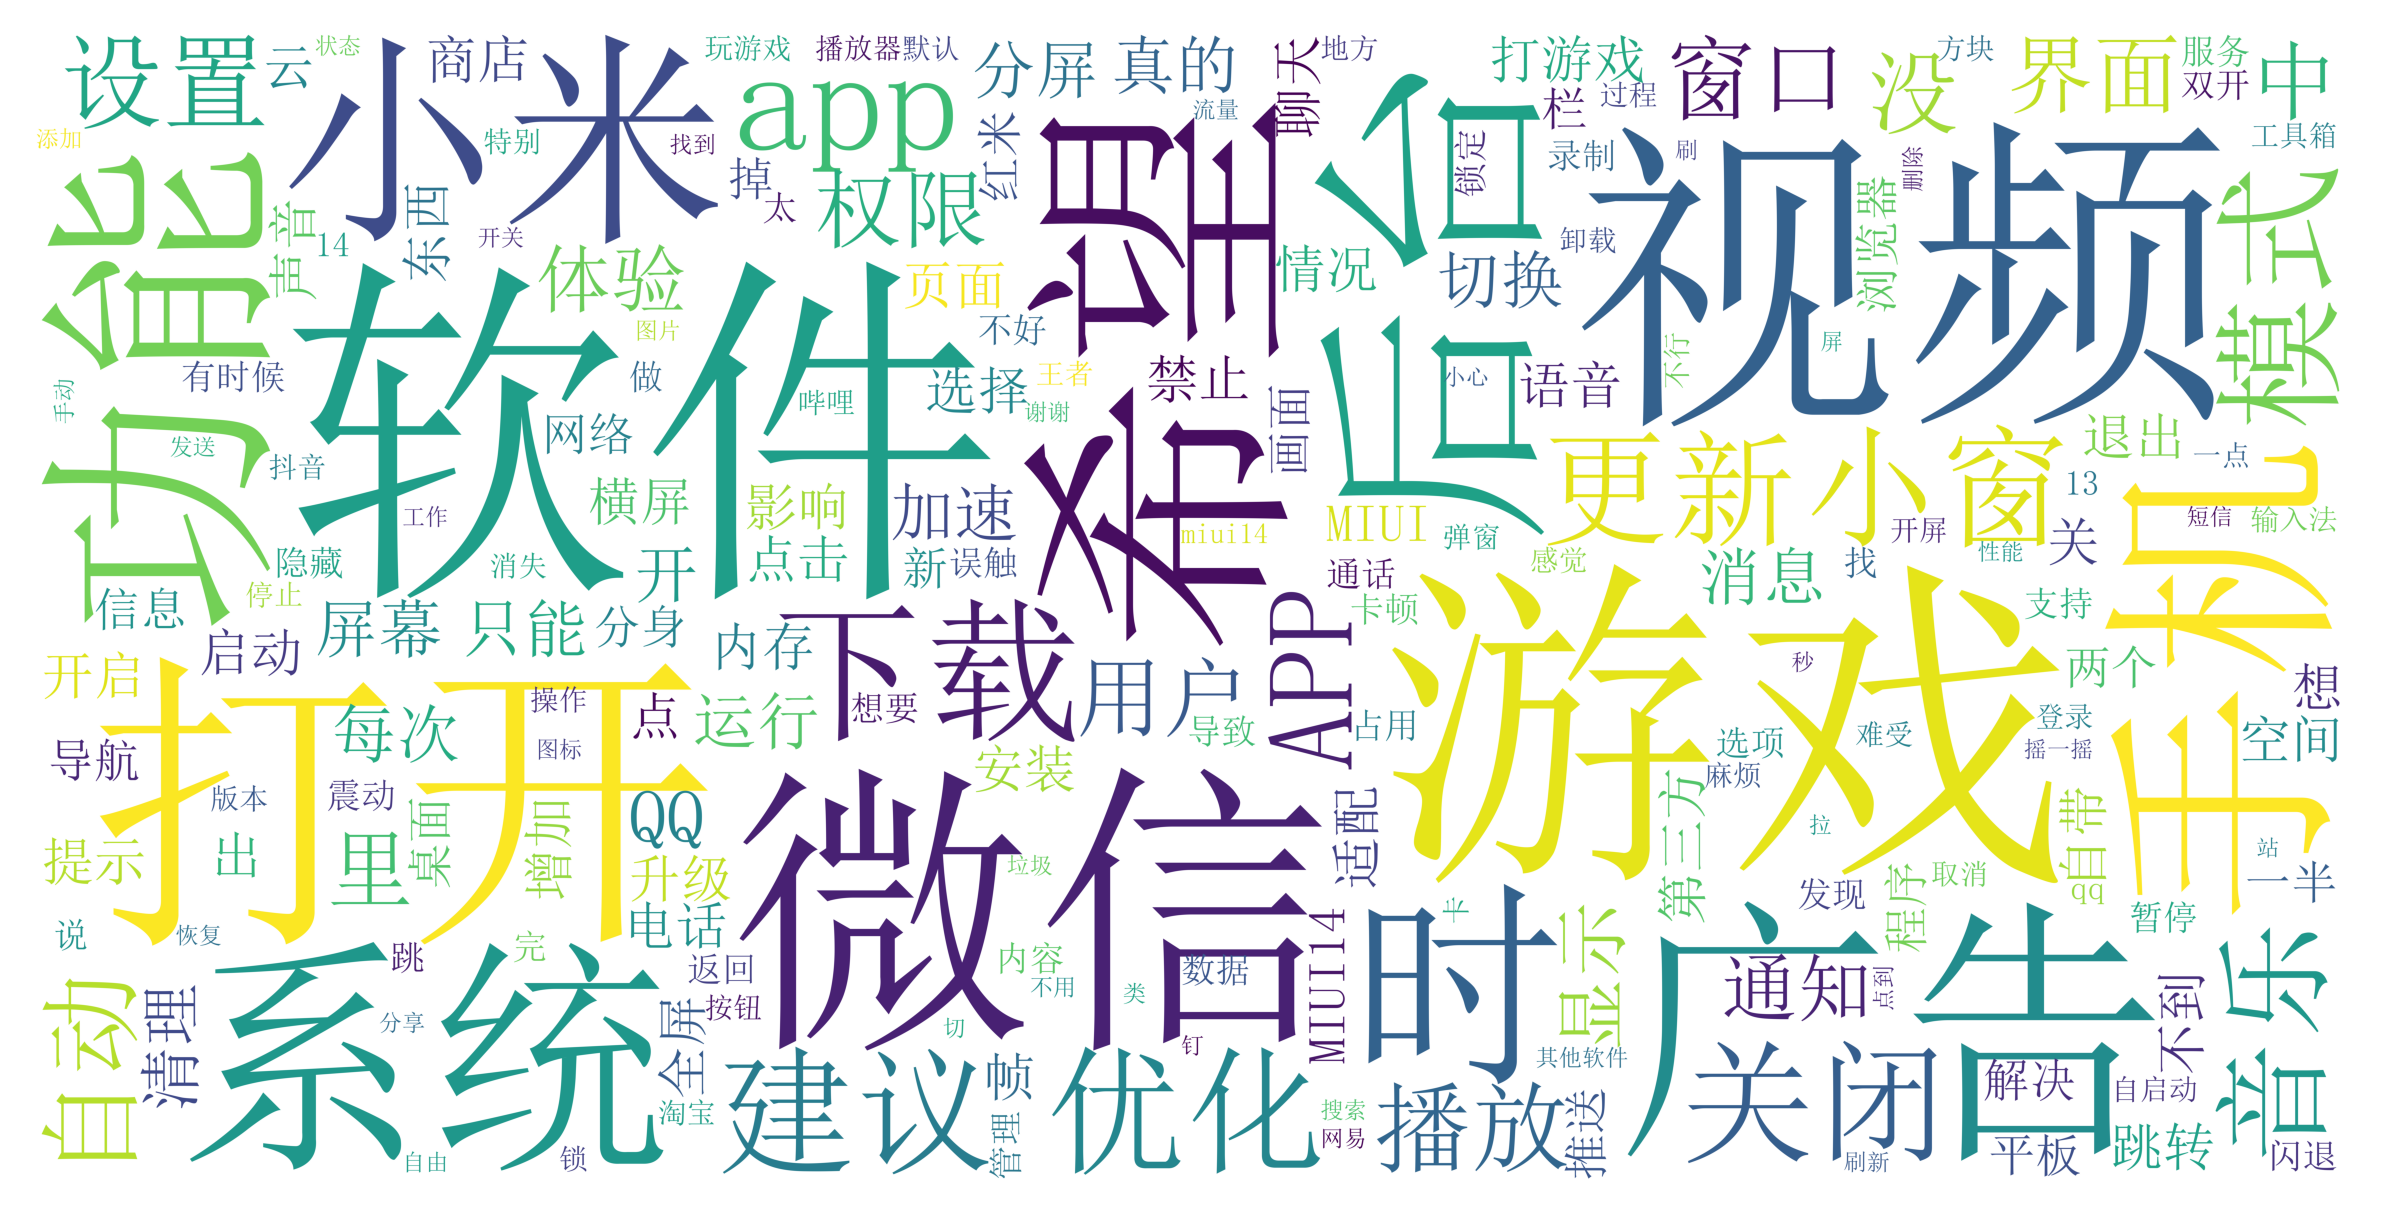 设置
云
状态
小米
商店
玩游戏
播放器默认
app
分屏
真的
聊天
地方
打游戏
栏
过程
窗口
没
方块
界面
服务
双开
中
添加
特别
找到
掉
太
权限
红米
希望
流量
后台
锁定
录制
刷
视频
删除
工具箱
功能
声音
14
东西
开关
体验
页面
情况
切换
卸载
浏览器
模式
软件
图片
不好
有时候
做
选择
王者
禁止
小心
语音
不行
屏
手动
哔哩
谢谢
画面
发送
抖音
网络
更新
小窗
退出
一点
手机
横屏
影响
加速
工作
miui14
MIUI
弹窗
13
开屏
短信
输入法
隐藏
消失
开
点击
新
误触
通话
感觉
消息
找
关
性能
停止
信息
启动
屏幕
只能
分身
内存
下载
用户
APP
卡顿
游戏
支持
开启
打开
操作
点
运行
想要
导致
占用
秒
选项
难受
两个
登录
想
空间
导航
每次
图标
安装
麻烦
摇一摇
版本
震动
桌面
增加
QQ
微信
适配
第三方
拉
自带
提示
出
里
升级
垃圾
发现
程序
取消
qq
站
一半
说
恢复
跳
完
电话
返回
内容
不用
数据
MIUI14
卡
时
显示
广告
暂停
自动
清理
系统
分享
全屏
按钮
类
通知
点到
不到
音乐
切
钉
建议
帧
优化
其他软件
关闭
解决
自启动
淘宝
管理
搜索
网易
播放
推送
自由
锁
刷新
平板
跳转
闪退